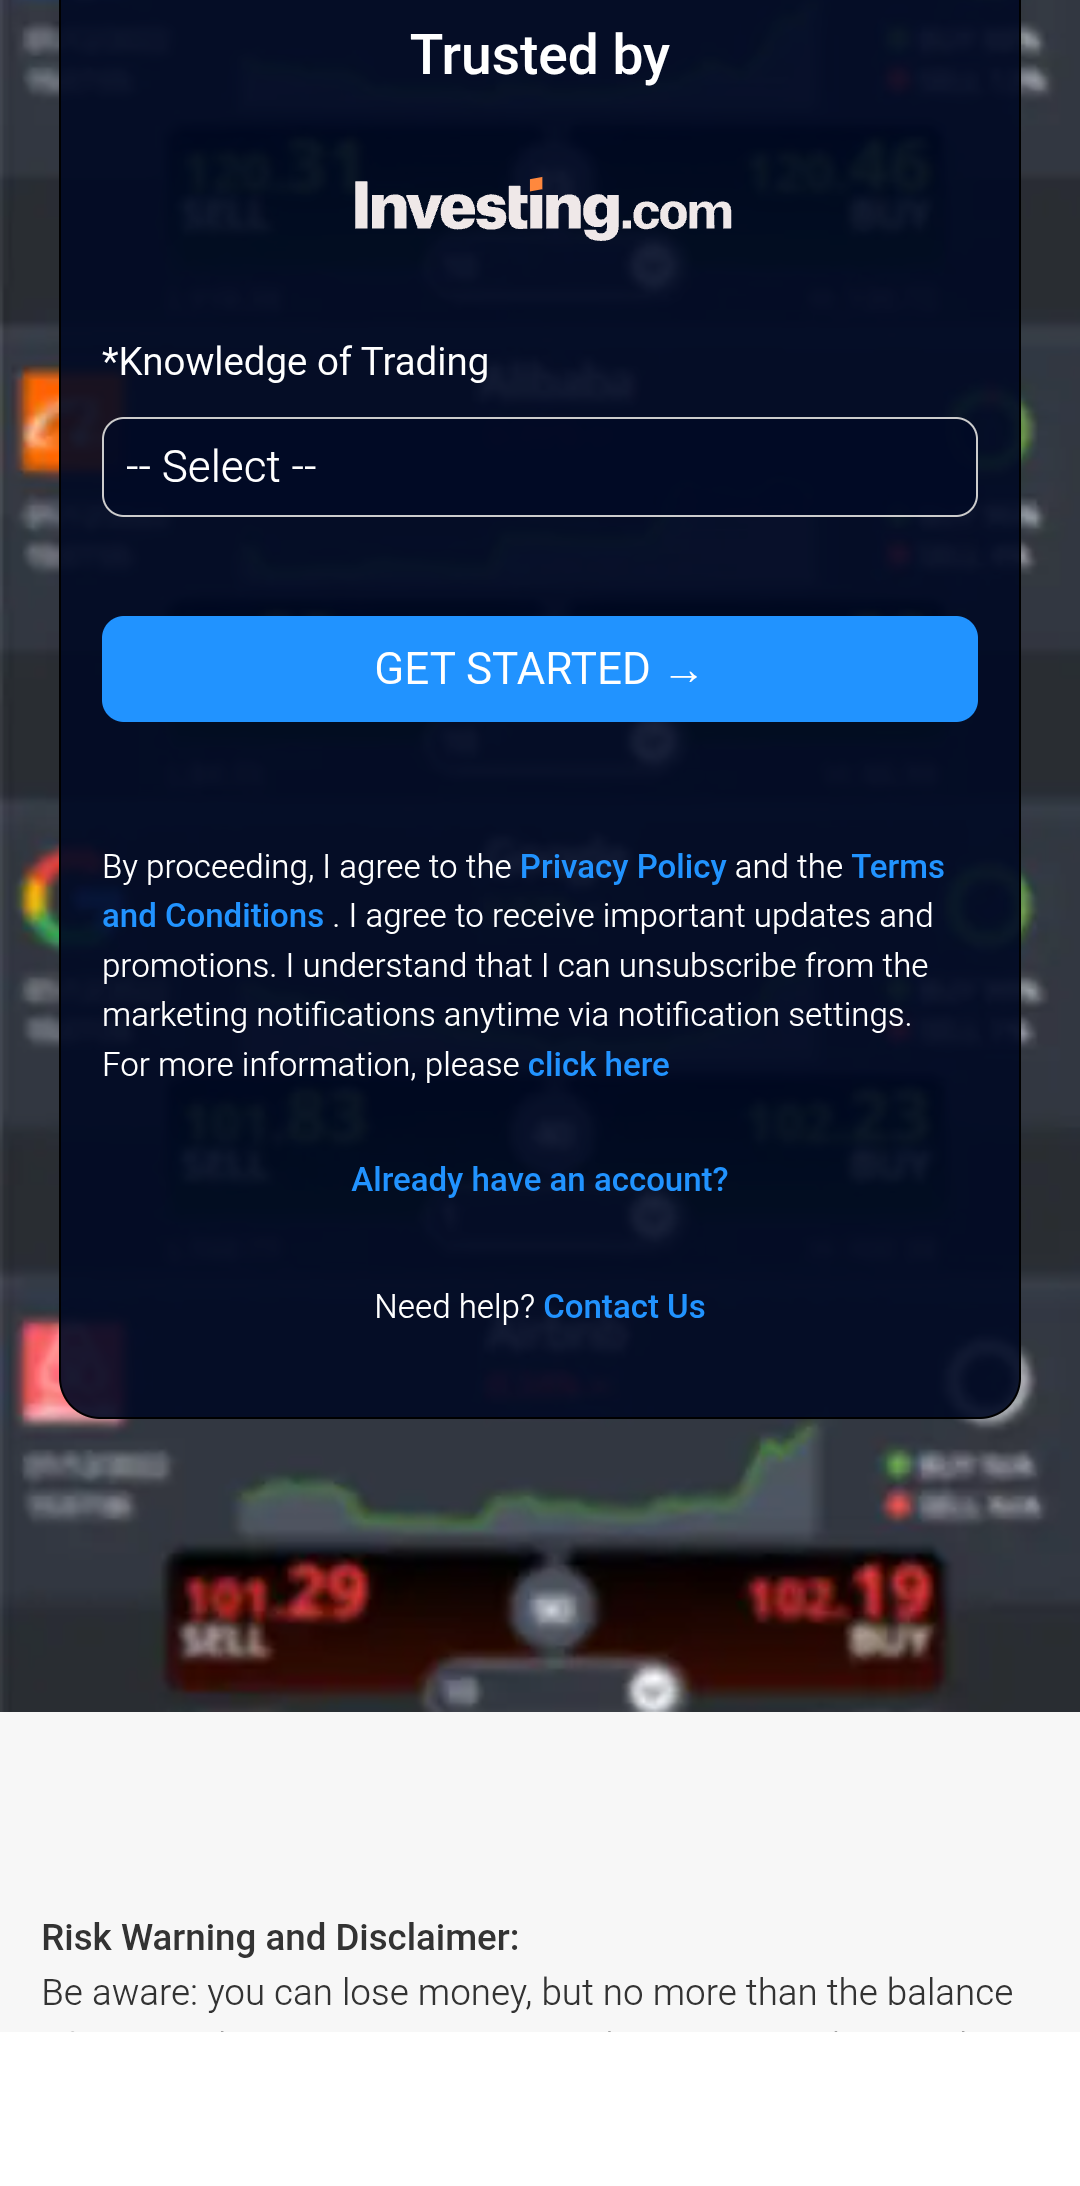 Trusted by
Investing.com
*Knowledge of Trading
-- Select --
GET STARTED →
By proceeding, I agree to the Privacy Policy and the Terms
and Conditions . I agree to receive important updates and
promotions. I understand that I can unsubscribe from the
marketing notifications anytime via notification settings.
For more information, please click here
Already have an account?
Need help? Contact Us
101.29
SELL
90
102.19
BUY
10
Risk Warning and Disclaimer:
Be aware: you can lose money, but no more than the balance